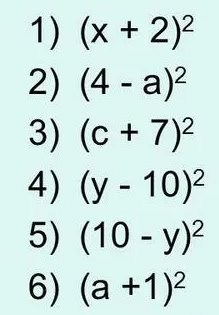 1) (x + 2)²
2) (4 - a)²
3) (c + 7)²
4) (y - 10)²
5) (10 - y)²
6) (a +1)²